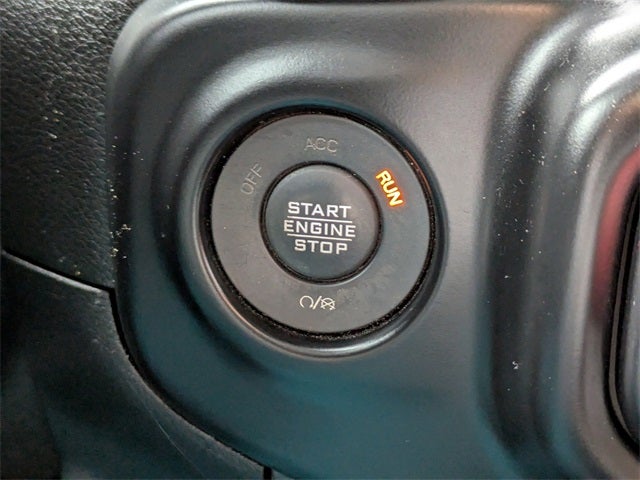 ACC
OFF
RUN
START
ENGINE
STOP